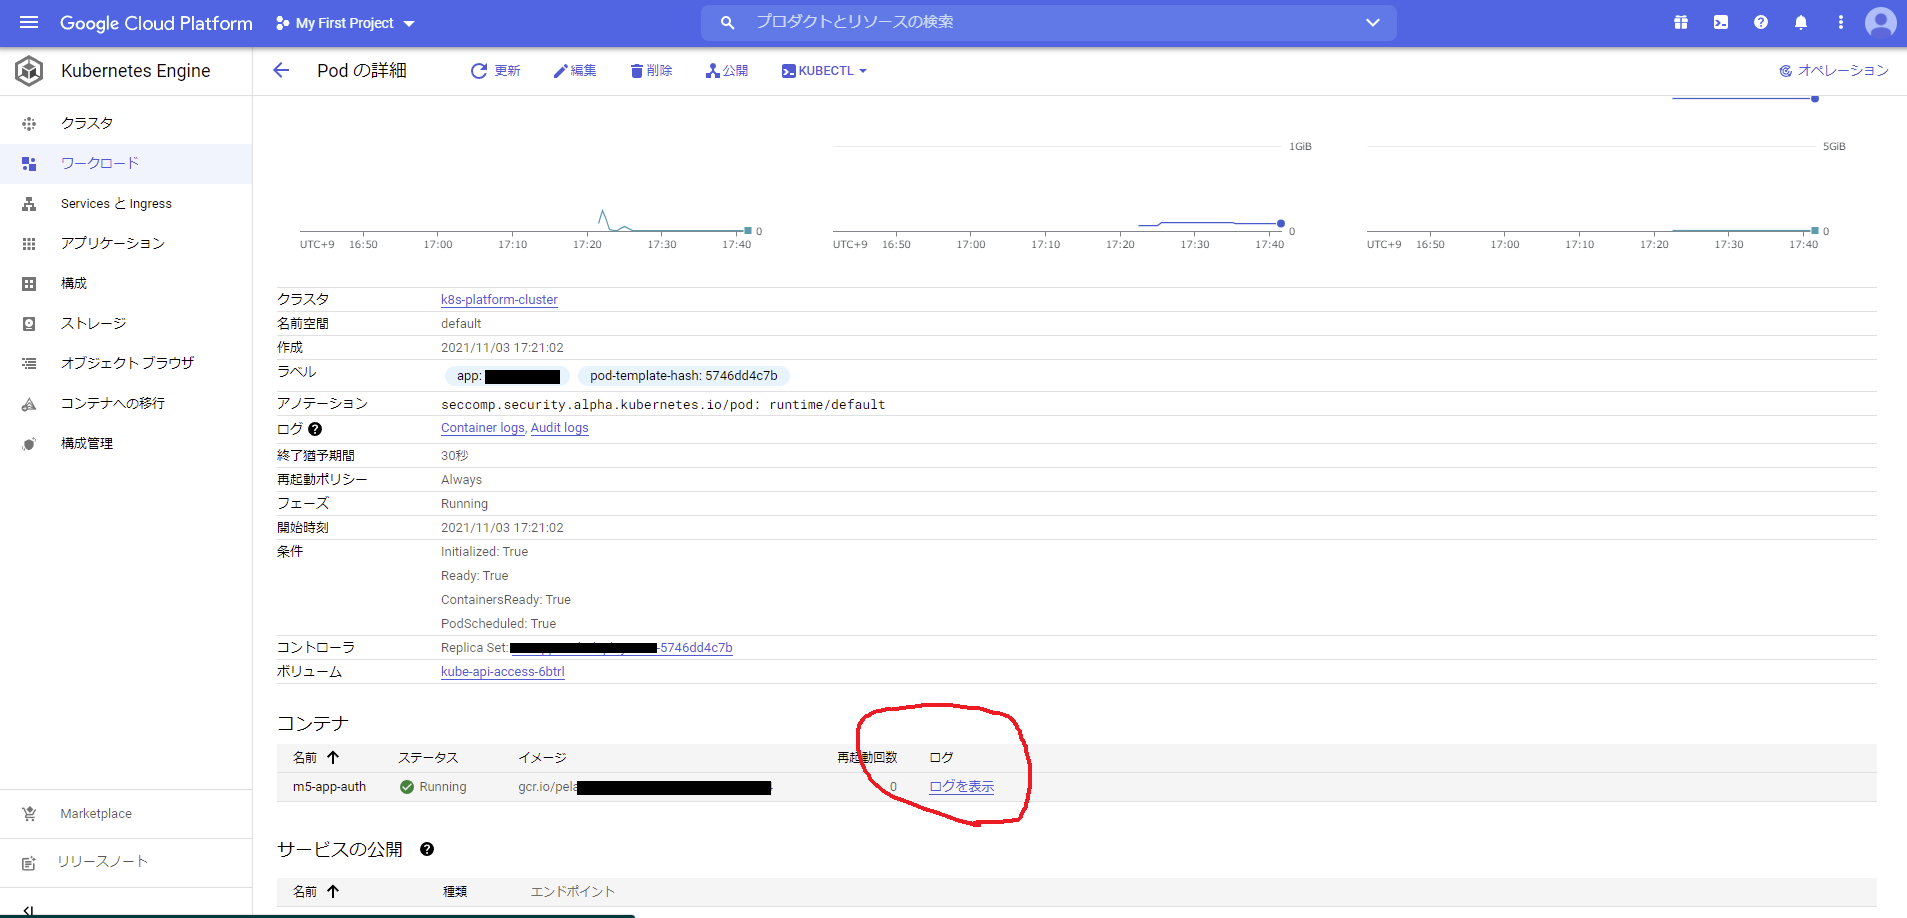 Google Cloud Platform My First Project プロダクトとリソースの検索
Kubernetes Engine Pod の詳細 更新 編集 削除 公開 KUBECTL オペレーション
クラスタ
ワークロード
Services と Ingress
アプリケーション
構成
ストレージ
オブジェクト ブラウザ
コンテナへの移行
構成管理
Marketplace
リリースノート
0
UTC+9 16:50 17:00 17:10 17:20 17:30 17:40
1GiB
0
UTC+9 16:50 17:00 17:10 17:20 17:30 17:40
5GiB
0
UTC+9 16:50 17:00 17:10 17:20 17:30 17:40
クラスタ k8s-platform-cluster
名前空間 default
作成 2021/11/03 17:21:02
ラベル app: pod-template-hash: 5746dd4c7b
アノテーション seccomp.security.alpha.kubernetes.io/pod: runtime/default
ログ Container logs, Audit logs
終了猶予期間 30秒
再起動ポリシー Always
フェーズ Running
開始時刻 2021/11/03 17:21:02
条件 Initialized: True
Ready: True
ContainersReady: True
PodScheduled: True
コントローラ Replica Set: -5746dd4c7b
ボリューム kube-api-access-6btrl
コンテナ
名前 ステータス イメージ 再起動回数 ログ
m5-app-auth Running gcr.io/pela 0 ログを表示
サービスの公開
名前 種類 エンドポイント